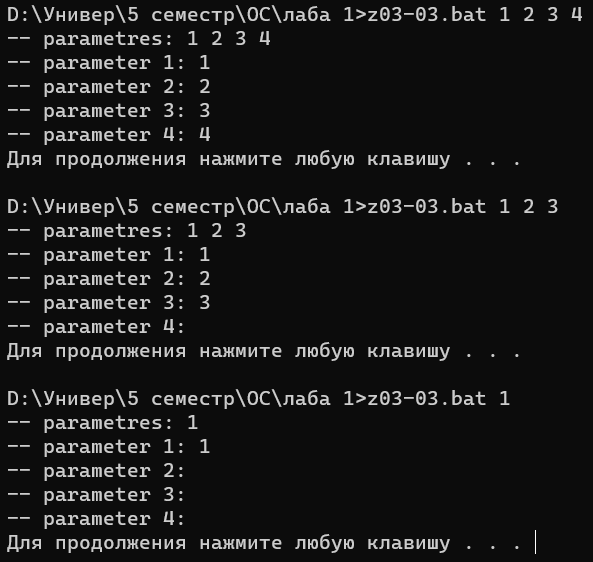 D:\Универ\5 семестр\ОС\лаба 1>z03-03.bat 1 2 3 4
-- parametres: 1 2 3 4
-- parameter 1: 1
-- parameter 2: 2
-- parameter 3: 3
-- parameter 4: 4
Для продолжения нажмите любую клавишу . . .
D:\Универ\5 семестр\ОС\лаба 1>z03-03.bat 1 2 3
-- parametres: 1 2 3
-- parameter 1: 1
-- parameter 2: 2
-- parameter 3: 3
-- parameter 4:
Для продолжения нажмите любую клавишу . . .
D:\Универ\5 семестр\ОС\лаба 1>z03-03.bat 1
-- parametres: 1
-- parameter 1: 1
-- parameter 2:
-- parameter 3:
-- parameter 4:
Для продолжения нажмите любую клавишу . . .